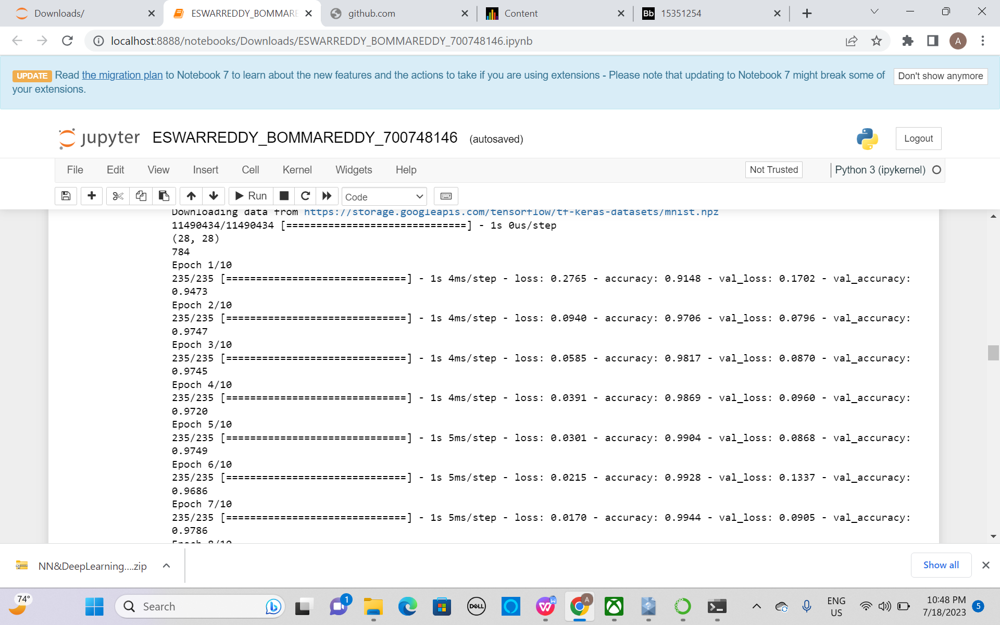 Downloads/
ESWARREDDY_BOMMARE
github.com
Content
Bb 15351254
localhost:8888/notebooks/Downloads/ESWARREDDY_BOMMAREDDY_700748146.ipynb
A
UPDATE Read the migration plan to Notebook 7 to learn about the new features and the actions to take if you are using extensions - Please note that updating to Notebook 7 might break some of
your extensions.
Don't show anymore
jupyter ESWARREDDY_BOMMAREDDY_700748146 (autosaved)
Logout
File Edit View Insert Cell Kernel Widgets Help
Not Trusted Python 3 (ipykernel)
Run Code
Downloading data from https://storage.googleapis.com/tensorflow/tf-keras-datasets/mnist.npz
11490434/11490434 [==============================] - 1s 0us/step
(28, 28)
784
Epoch 1/10
235/235 [==============================] - 1s 4ms/step - loss: 0.2765 - accuracy: 0.9148 - val_loss: 0.1702 - val_accuracy:
0.9473
Epoch 2/10
235/235 [==============================] - 1s 4ms/step - loss: 0.0940 - accuracy: 0.9706 - val_loss: 0.0796 - val_accuracy:
0.9747
Epoch 3/10
235/235 [==============================] - 1s 4ms/step - loss: 0.0585 - accuracy: 0.9817 - val_loss: 0.0870 - val_accuracy:
0.9745
Epoch 4/10
235/235 [==============================] - 1s 4ms/step - loss: 0.0391 - accuracy: 0.9869 - val_loss: 0.0960 - val_accuracy:
0.9720
Epoch 5/10
235/235 [==============================] - 1s 5ms/step - loss: 0.0301 - accuracy: 0.9904 - val_loss: 0.0868 - val_accuracy:
0.9749
Epoch 6/10
235/235 [==============================] - 1s 5ms/step - loss: 0.0215 - accuracy: 0.9928 - val_loss: 0.1337 - val_accuracy:
0.9686
Epoch 7/10
235/235 [==============================] - 1s 5ms/step - loss: 0.0170 - accuracy: 0.9944 - val_loss: 0.0905 - val_accuracy:
0.9786
Epoch 8/10
NN&DeepLearning....zip
Show all
74°
Search
1
DELL
A
ENG
US
10:48 PM
7/18/2023
5